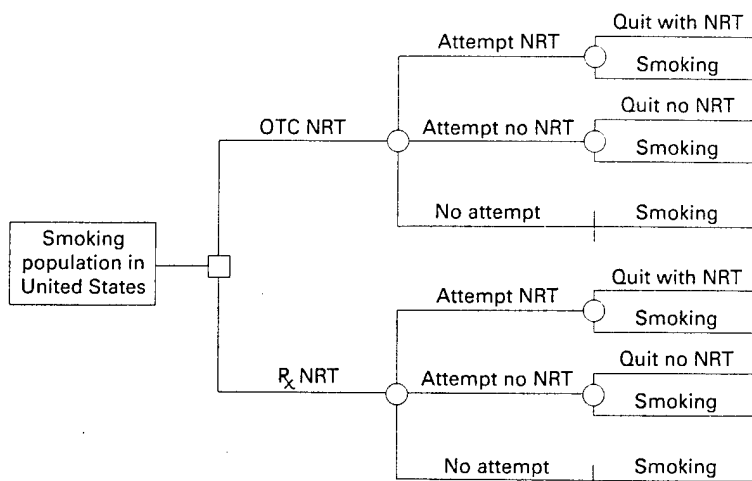 Attempt NRT
Quit with NRT
Smoking
OTC NRT
Attempt no NRT
Quit no NRT
Smoking
No attempt
Smoking
Smoking
population in
United States
Attempt NRT
Quit with NRT
Smoking
℞ NRT
Attempt no NRT
Quit no NRT
Smoking
No attempt
Smoking